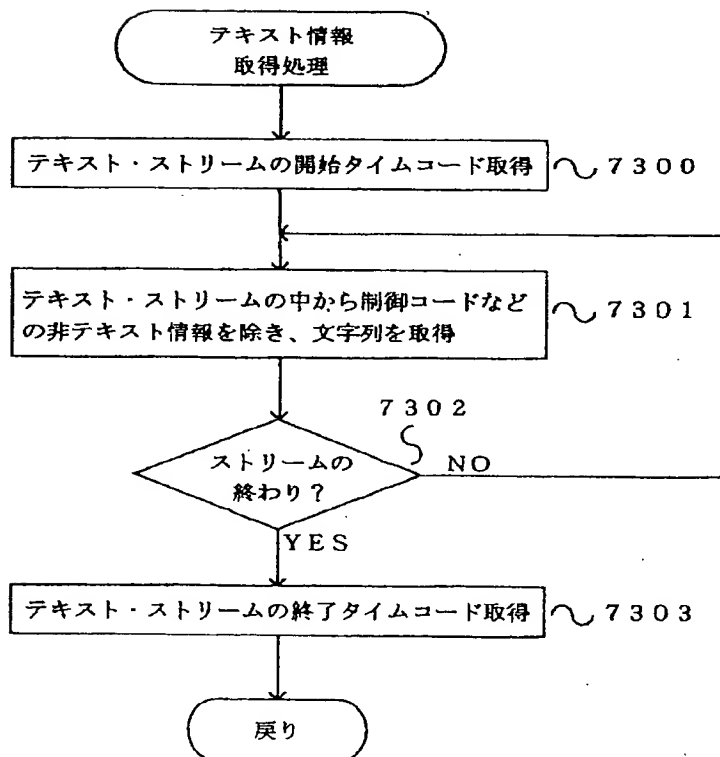 テキスト情報
取得処理
テキスト・ストリームの開始タイムコード取得
7300
テキスト・ストリームの中から制御コードなど
の非テキスト情報を除き、文字列を取得
7301
7302
ストリームの
終わり？
NO
YES
テキスト・ストリームの終了タイムコード取得
7303
戻り